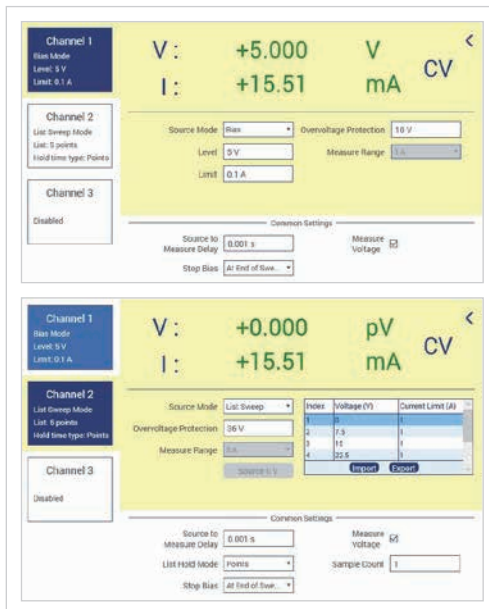 Channel 1
Bias Mode
Level: 5 V
Limit: 0.1 A
Channel 2
List Sweep Mode
List: 5 points
Hold time type: Points
Channel 3
Disabled
V : +5.000 V
I : +15.51 mA
CV
Source Mode Bias
Level 5 V
Limit 0.1 A
Overvoltage Protection 10 V
Measure Range
Common Settings
Source to Measure Delay 0.001 s
Measure Voltage
Stop Bias At End of Swe...
Channel 1
Bias Mode
Level: 5 V
Limit: 0.1 A
Channel 2
List Sweep Mode
List: points
Hold time type: Points
Channel 3
Disabled
V : +0.000 pV
I : +15.51 mA
CV
Source Mode List Sweep
Overvoltage Protection 36 V
Measure Range
Index Voltage (V) Current Limit (A)
1 0 1
2 7.5 1
3 15 1
4 22.5 1
Import Export
Common Settings
Source to Measure Delay 0.001 s
Measure Voltage
List Hold Mode Points
Sample Count 1
Stop Bias At End of Swe...